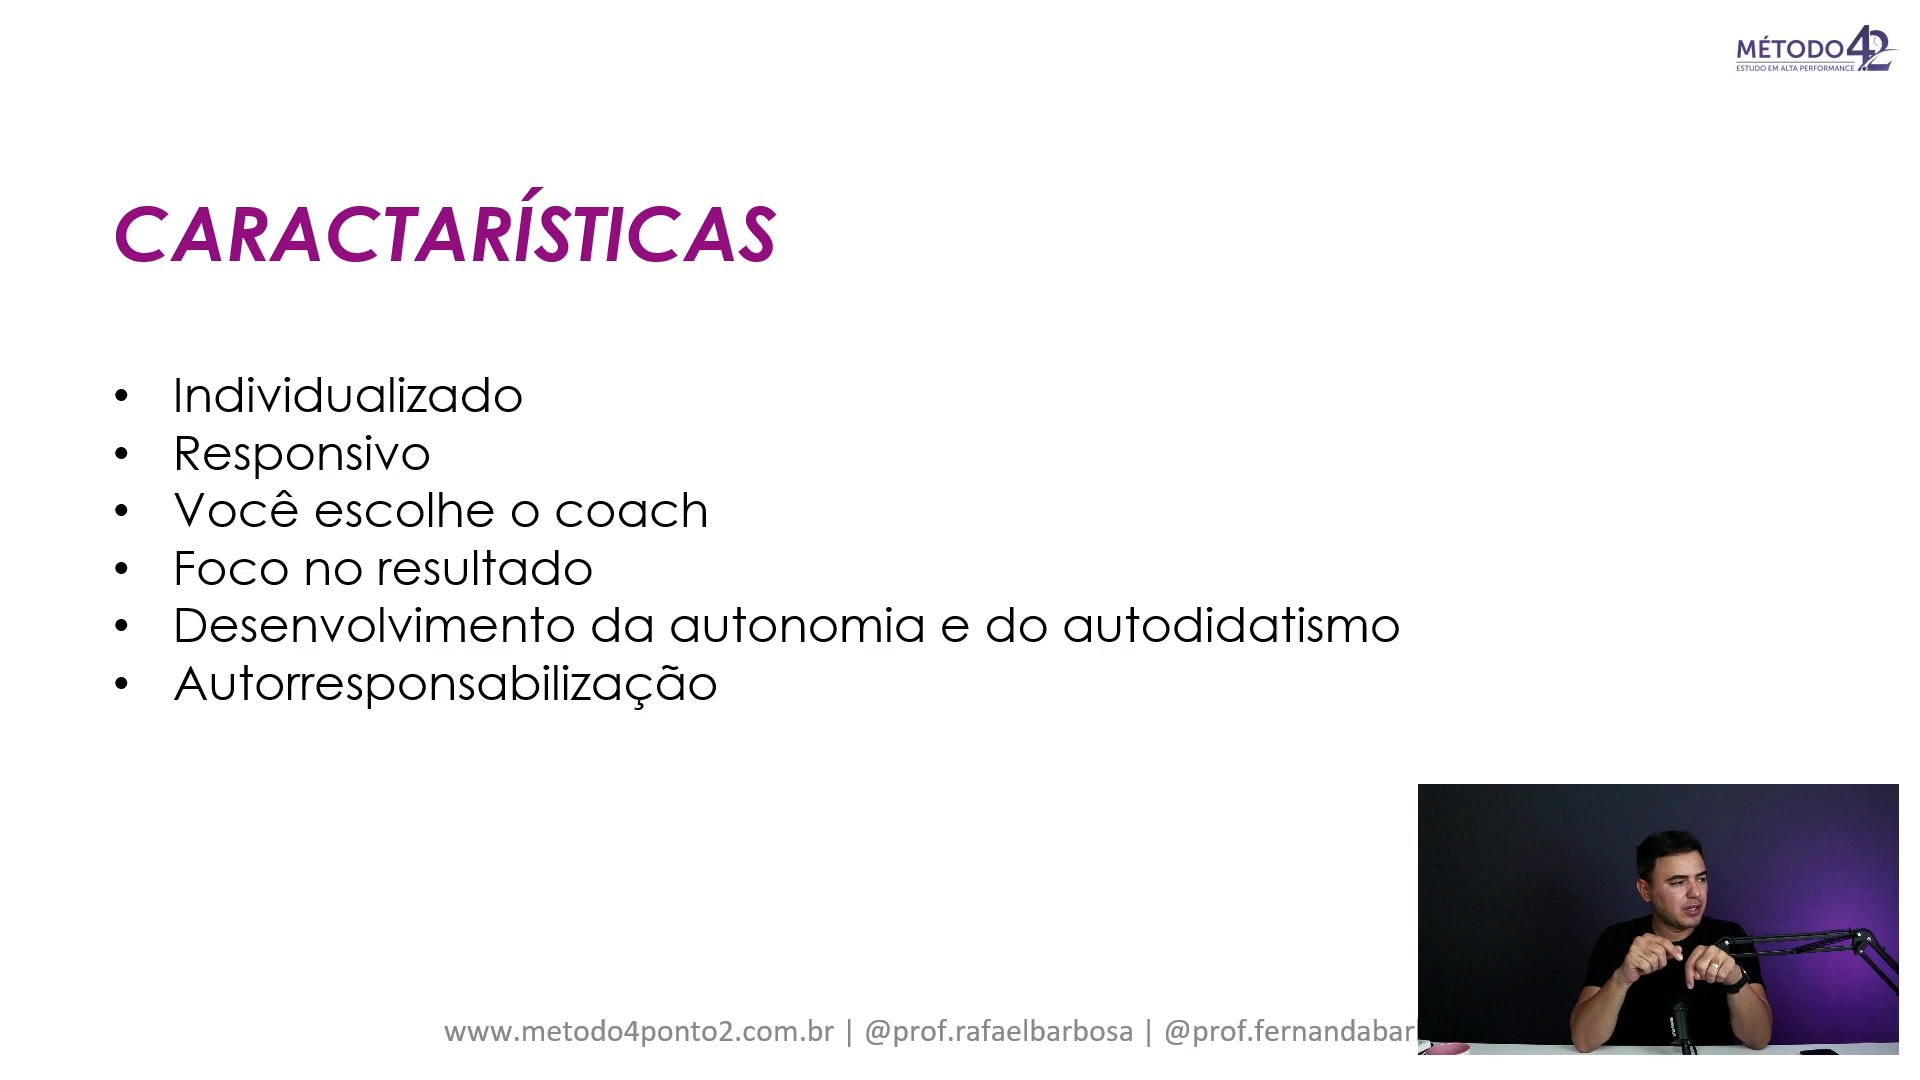 MÉTODO 4.2
ESTUDO EM ALTA PERFORMANCE
CARACTARÍSTICAS
• Individualizado
• Responsivo
• Você escolhe o coach
• Foco no resultado
• Desenvolvimento da autonomia e do autodidatismo
• Autorresponsabilização
www.metodo4ponto2.com.br | @prof.rafaelbarbosa | @prof.fernandabar